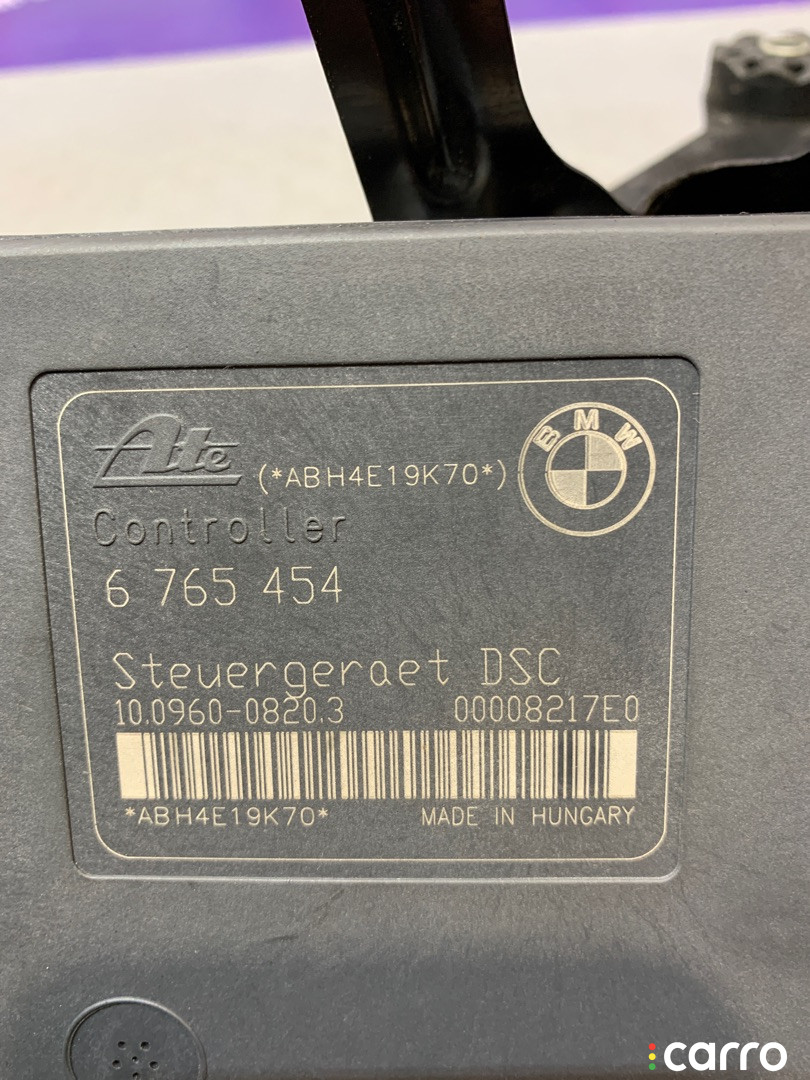 Ate (*ABH4E19K70*)
BMW
Controller
6 765 454
Steuergeraet DSC
10.0960-0820.3 00008217E0
*ABH4E19K70* MADE IN HUNGARY
carro